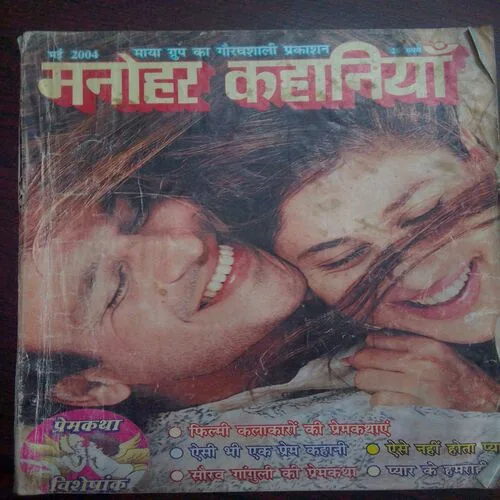 मई 2004 माया ग्रुप का गौरवशाली प्रकाशन
मनोहर कहानियाँ
प्रेमकथा
विशेषांक
फिल्मी कलाकारों की प्रेमकथाएँ
ऐसी भी एक प्रेम कहानी
ऐसे नहीं होता प्या
सौरव गांगुली की प्रेमकथा
प्यार के हमराही